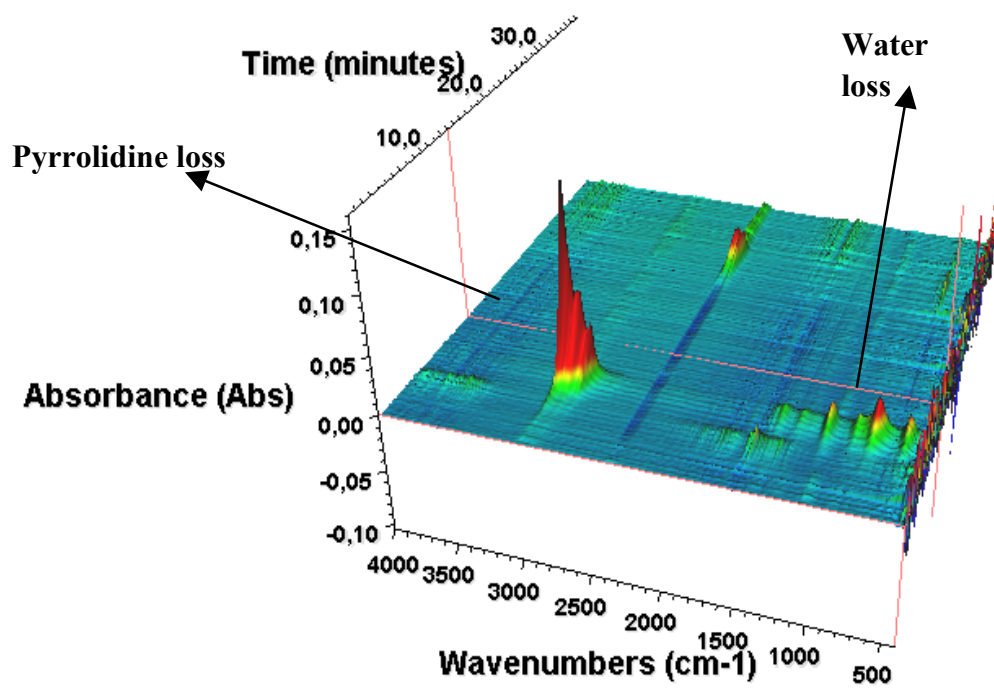 30,0
Water
loss
Time (minutes)
20,0
10,0
Pyrrolidine loss
0,15
0,10
0,05
Absorbance (Abs)
0,00
-0,05
-0,10
4000
3500
3000
2500
2000
1500
1000
500
Wavenumbers (cm-1)